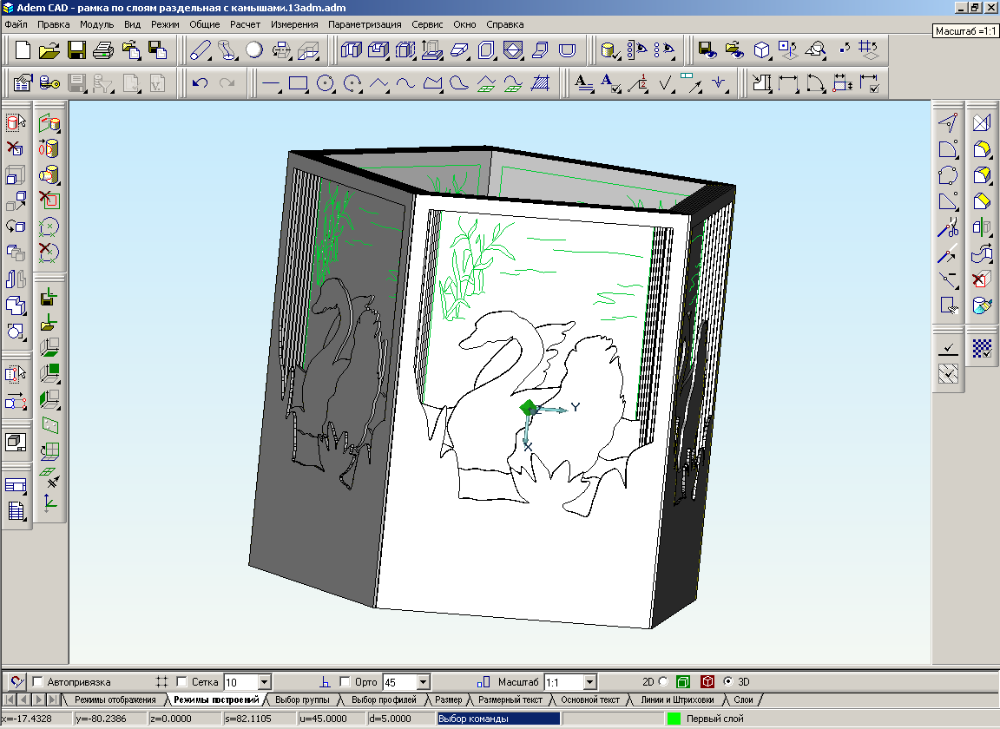 Adem CAD - рамка по слоям раздельная с камышами.13adm.adm
Файл Правка Модуль Вид Режим Общие Расчет Измерения Параметризация Сервис Окно Справка
Масштаб =1:1
Y
X
Автопривязка Сетка 10 Орто 45 Масштаб 1:1 2D 3D
Режимы отображения Режимы построений Выбор группы Выбор профилей Размер Размерный текст Основной текст Линии и Штриховки Слои
x=-17.4328 y=-80.2386 z=0.0000 s=82.1105 u=45.0000 d=5.0000 Выбор команды Первый слой